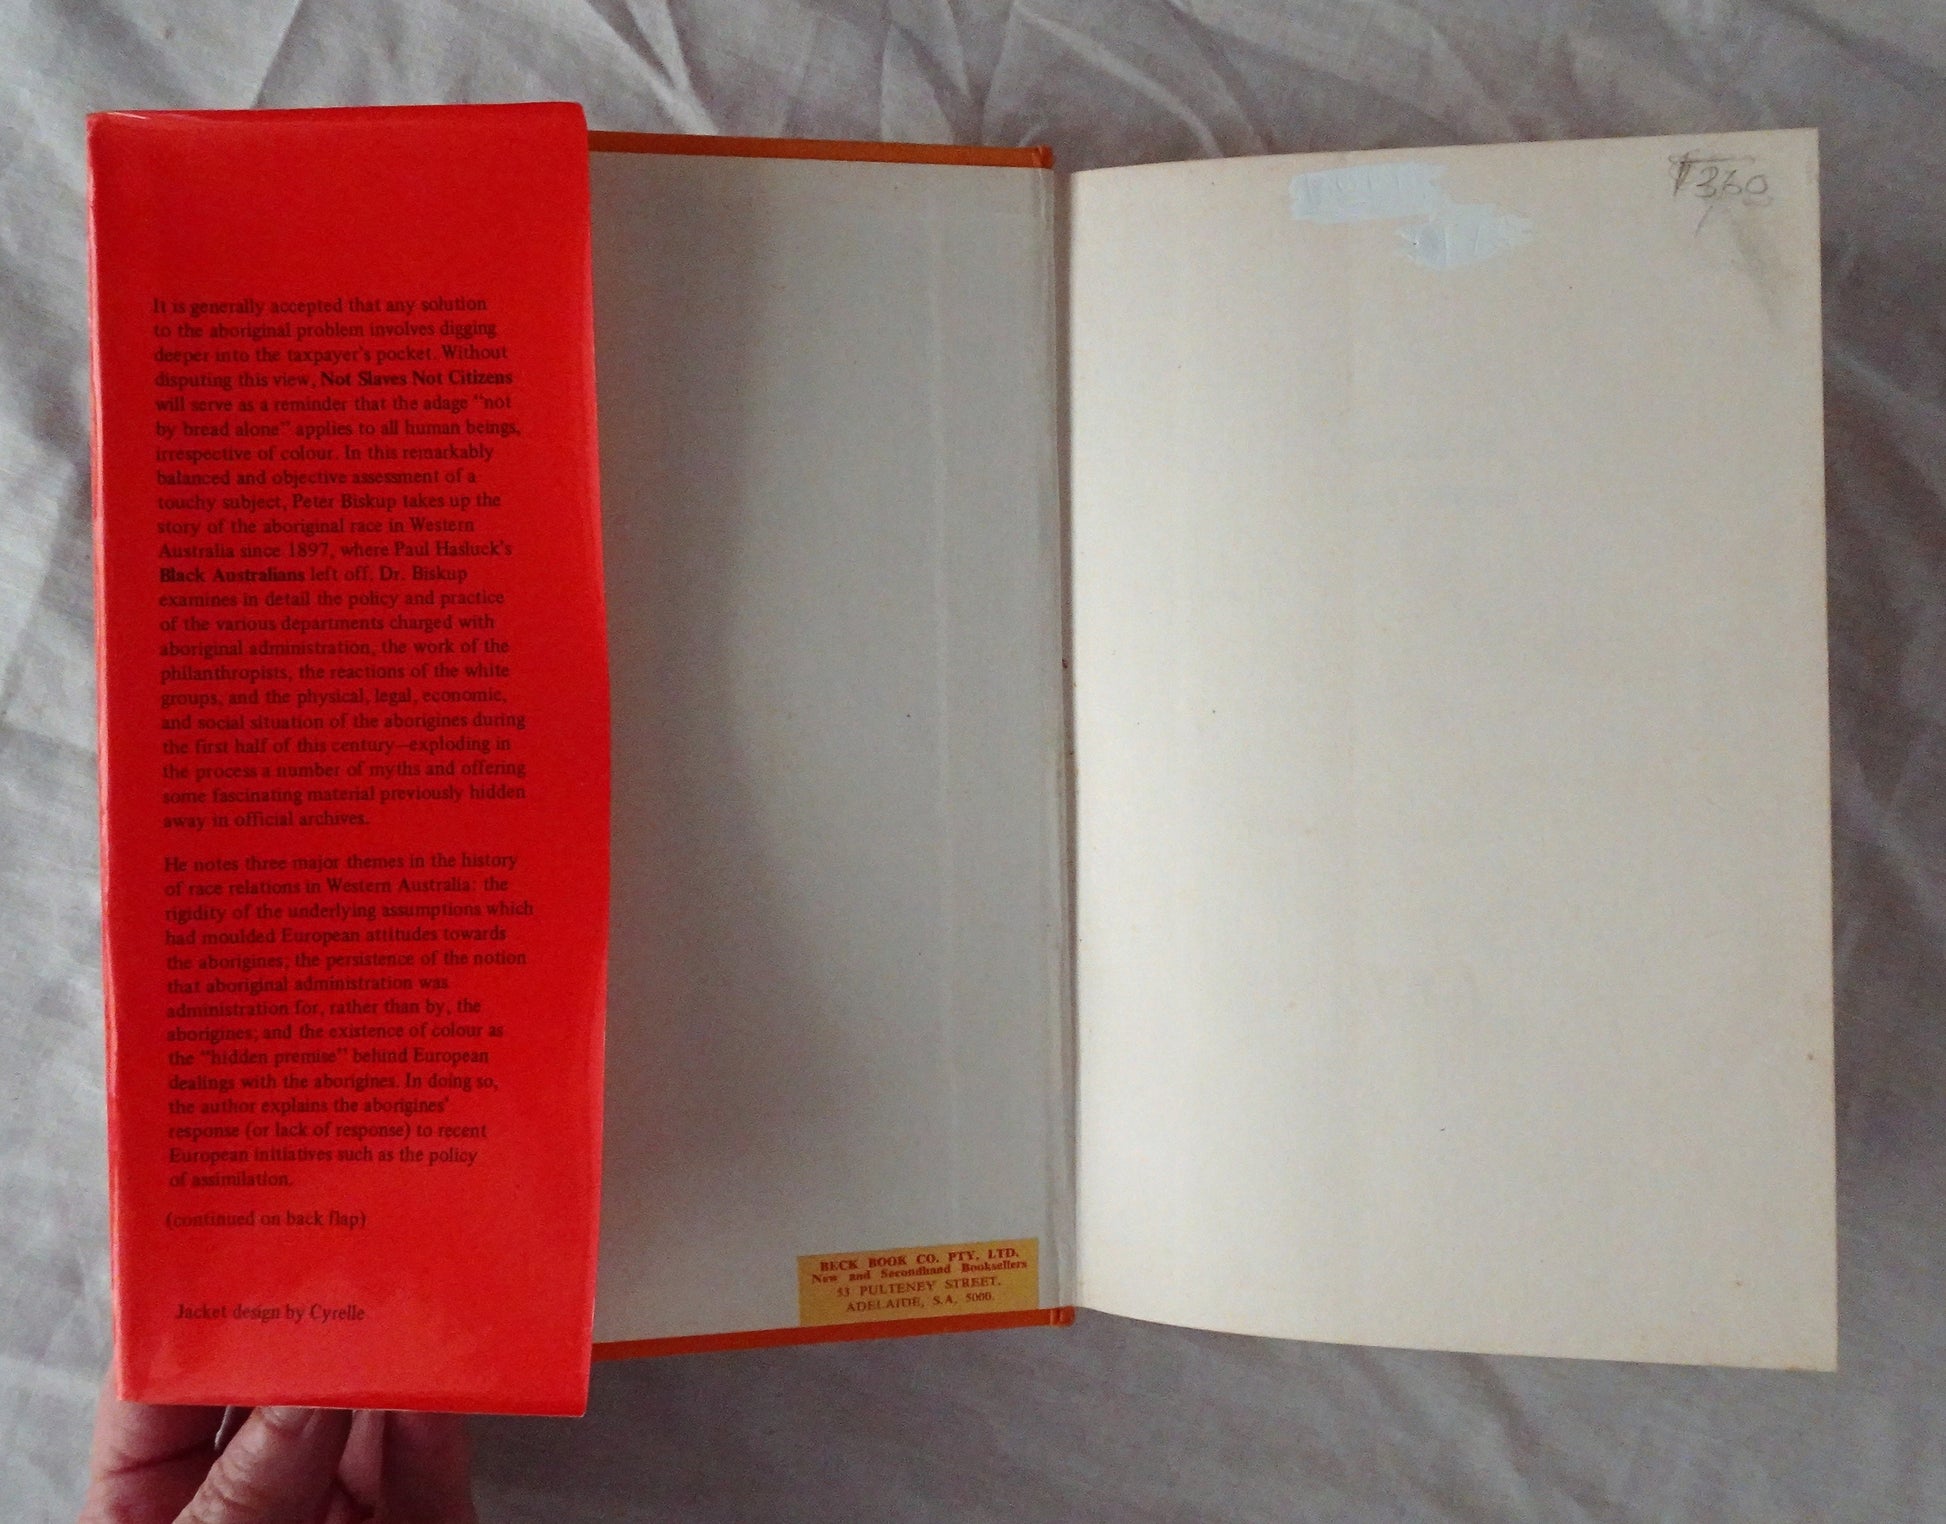 It is generally accepted that any solution
to the aboriginal problem involves digging
deeper into the taxpayer's pocket. Without
disputing this view, Not Slaves Not Citizens
will serve as a reminder that the adage "not
by bread alone" applies to all human beings,
irrespective of colour. In this remarkably
balanced and objective assessment of a
touchy subject, Peter Biskup takes up the
story of the aboriginal race in Western
Australia since 1897, where Paul Hasluck's
Black Australians left off. Dr. Biskup
examines in detail the policy and practice
of the various departments charged with
aboriginal administration, the work of the
philanthropists, the reactions of the white
groups, and the physical, legal, economic,
and social situation of the aborigines during
the first half of this century—exploding in
the process a number of myths and offering
some fascinating material previously hidden
away in official archives.
He notes three major themes in the history
of race relations in Western Australia: the
rigidity of the underlying assumptions which
had moulded European attitudes towards
the aborigines; the persistence of the notion
that aboriginal administration was
administration for, rather than by, the
aborigines; and the existence of colour as
the "hidden premise" behind European
dealings with the aborigines. In doing so,
the author explains the aborigines'
response (or lack of response) to recent
European initiatives such as the policy
of assimilation.
(continued on back flap)
Jacket design by Cyrelle
BECK BOOK CO. PTY. LTD.
New and Secondhand Booksellers
53 PULTENEY STREET,
ADELAIDE, S.A. 5000.